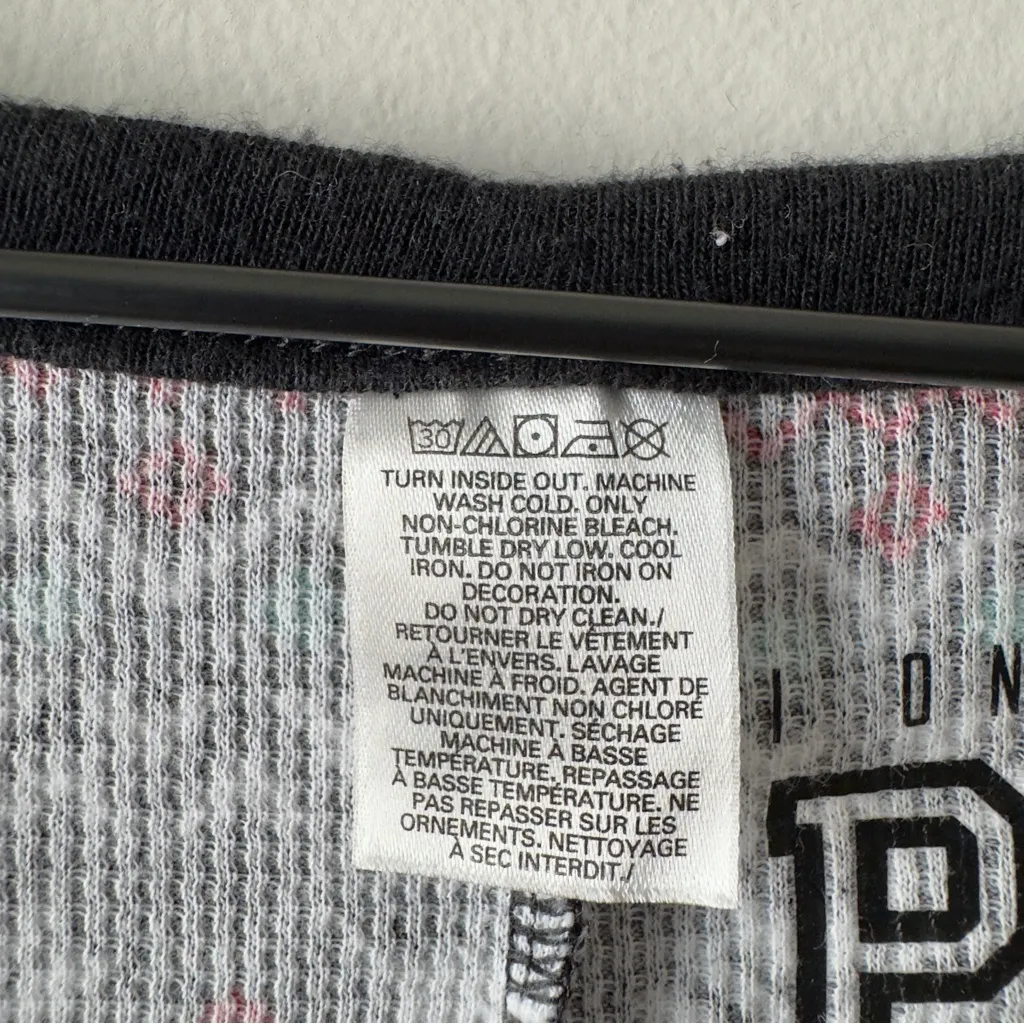 30
TURN INSIDE OUT. MACHINE
WASH COLD. ONLY
NON-CHLORINE BLEACH.
TUMBLE DRY LOW. COOL
IRON. DO NOT IRON ON
DECORATION.
DO NOT DRY CLEAN./
RETOURNER LE VÊTEMENT
À L'ENVERS. LAVAGE
MACHINE À FROID. AGENT DE
BLANCHIMENT NON CHLORÉ
UNIQUEMENT. SÉCHAGE
MACHINE À BASSE
TEMPÉRATURE. REPASSAGE
À BASSE TEMPÉRATURE. NE
PAS REPASSER SUR LES
ORNEMENTS. NETTOYAGE
À SEC INTERDIT./
I O N
P